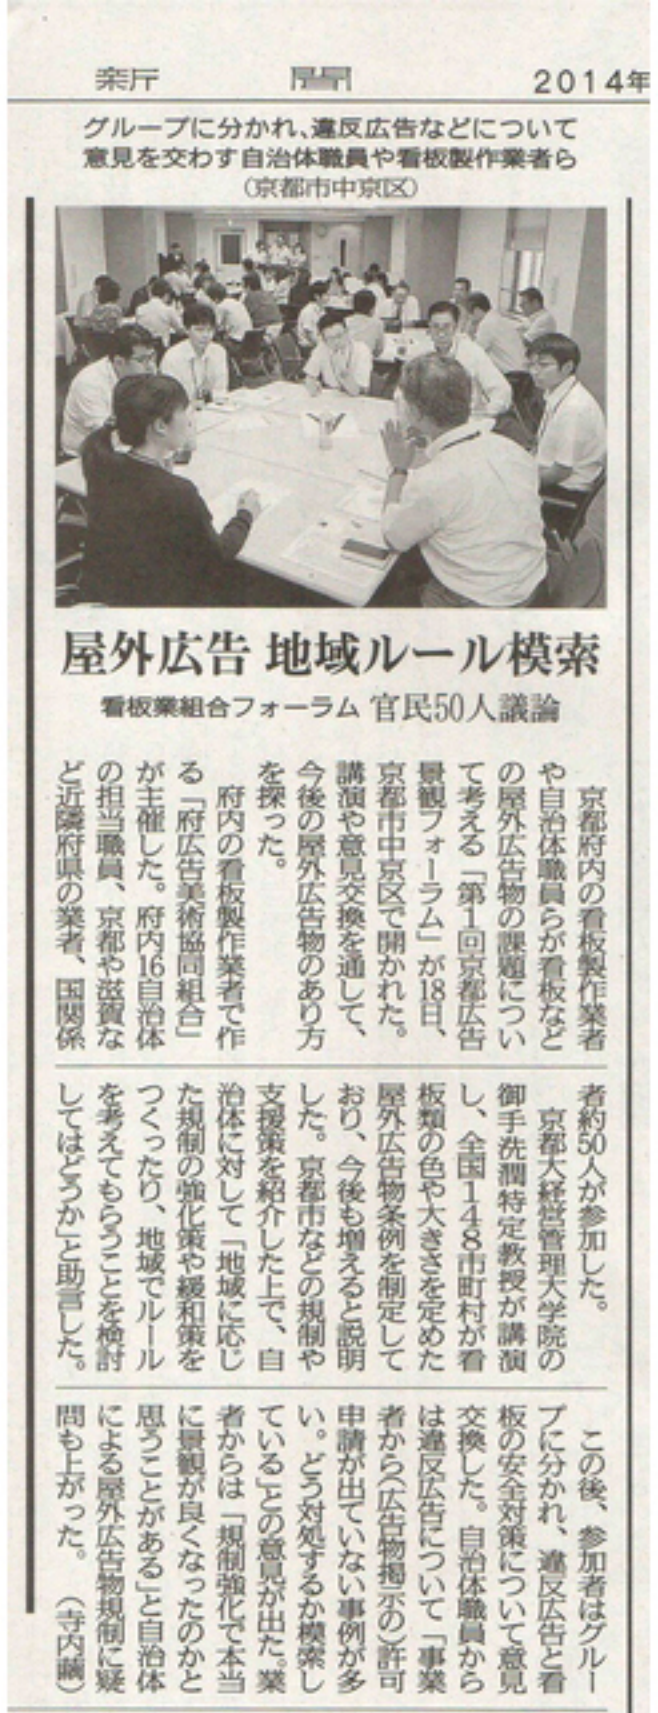 新聞
2014年
グループに分かれ、違反広告などについて
意見を交わす自治体職員や看板製作業者ら
(京都市中京区)
屋外広告 地域ルール模索
看板業組合フォーラム 官民50人議論
京都府内の看板製作業者
や自治体職員らが看板など
の屋外広告物の課題につい
て考える「第1回京都広告
景観フォーラム」が18日、
京都市中京区で開かれた。
講演や意見交換を通して、
今後の屋外広告物のあり方
を探った。
府内の看板製作業者で作
る「府広告美術協同組合」
が主催した。府内16自治体
の担当職員、京都や滋賀な
ど近隣府県の業者、国関係
者約50人が参加した。
京都大経営管理大学院の
御手洗潤特定教授が講演
し、全国148市町村が看
板類の色や大きさを定めた
屋外広告物条例を制定して
おり、今後も増えると説明
した。京都市などの規制や
支援策を紹介した上で、自
治体に対して「地域に応じ
た規制の強化策や緩和策を
つくったり、地域でルール
を考えてもらうことを検討
してはどうか」と助言した。
この後、参加者はグルー
プに分かれ、違反広告と看
板の安全対策について意見
交換した。自治体職員から
は違反広告について「事業
者から(広告物掲示の)許可
申請が出ていない事例が多
い。どう対処するか模索し
ている」との意見が出た。業
者からは「規制強化で本当
に景観が良くなったのかと
思うことがある」と自治体
による屋外広告物規制に疑
問も上がった。 (寺内繭)